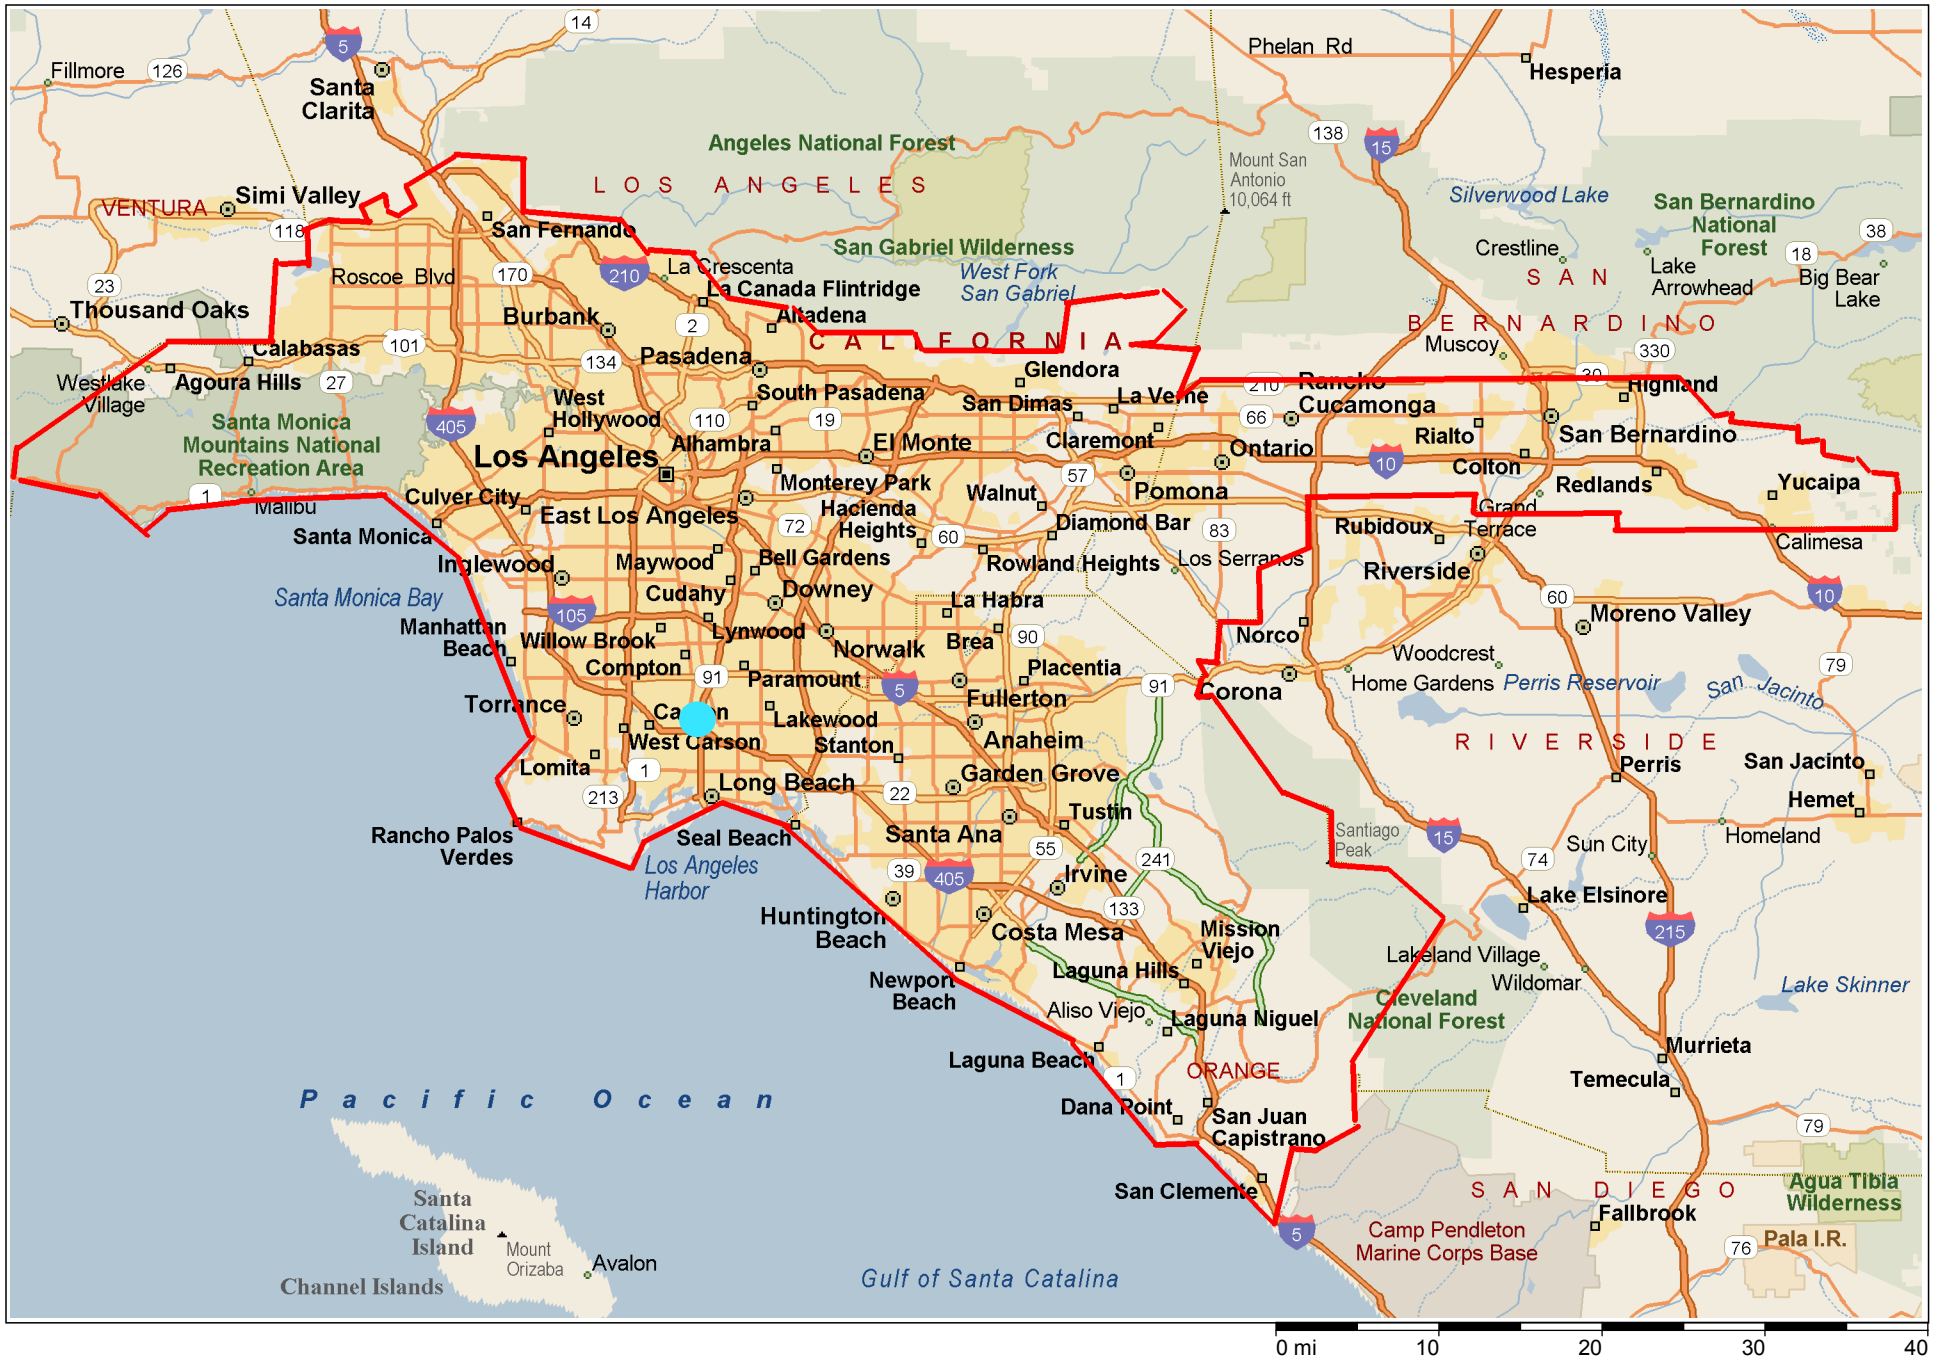 14
5
Phelan Rd
Fillmore
126
Hesperia
Santa
Clarita
138
15
Angeles National Forest
Mount San
Antonio
10,064 ft
LOS ANGELES
Silverwood Lake
San Bernardino
National
Forest
VENTURA
Simi Valley
118
San Fernando
38
San Gabriel Wilderness
Crestline
18
Lake
Arrowhead
Big Bear
Lake
SAN
Roscoe Blvd
170
210
La Crescenta
West Fork
San Gabriel
23
La Canada Flintridge
Thousand Oaks
Burbank
2
Altadena
BERNARDINO
CALIFORNIA
Muscoy
330
101
Calabasas
134
Pasadena
Glendora
Westlake
Village
Agoura Hills
27
South Pasadena
San Dimas
La Verne
210
Rancho
Cucamonga
30
Highland
West
Hollywood
110
19
66
Santa Monica
Mountains National
Recreation Area
405
Alhambra
El Monte
Claremont
Ontario
Rialto
San Bernardino
Los Angeles
10
Colton
57
Monterey Park
Walnut
Pomona
Redlands
Yucaipa
1
Malibu
Culver City
East Los Angeles
Hacienda
Heights
Grand
Terrace
Santa Monica
72
60
Diamond Bar
83
Rubidoux
Calimesa
Inglewood
Maywood
Bell Gardens
Rowland Heights
Los Serranos
Riverside
Santa Monica Bay
105
Cudahy
Downey
La Habra
60
10
Manhattan
Beach
Willow Brook
Lynwood
Brea
90
Norco
Moreno Valley
Norwalk
Compton
91
Paramount
5
Placentia
91
Woodcrest
79
Corona
Home Gardens
Perris Reservoir
San Jacinto
Torrance
Fullerton
Lakewood
West Carson
Stanton
Anaheim
RIVERSIDE
Lomita
1
Perris
San Jacinto
213
Long Beach
22
Garden Grove
Hemet
Rancho Palos
Verdes
Seal Beach
Santa Ana
Tustin
Santiago
Peak
15
Homeland
Los Angeles
Harbor
39
405
55
Irvine
241
74
Sun City
Lake Elsinore
133
Huntington
Beach
Costa Mesa
Mission
Viejo
215
Laguna Hills
Lakeland Village
Wildomar
Newport
Beach
Lake Skinner
Aliso Viejo
Laguna Niguel
Cleveland
National Forest
Laguna Beach
Murrieta
1
ORANGE
Temecula
Pacific Ocean
Dana Point
San Juan
Capistrano
79
San Clemente
SAN DIEGO
Agua Tibia
Wilderness
Santa
Catalina
Island
5
Camp Pendleton
Marine Corps Base
Fallbrook
76
Pala I.R.
Mount
Orizaba
Avalon
Channel Islands
Gulf of Santa Catalina
0 mi 10 20 30 40